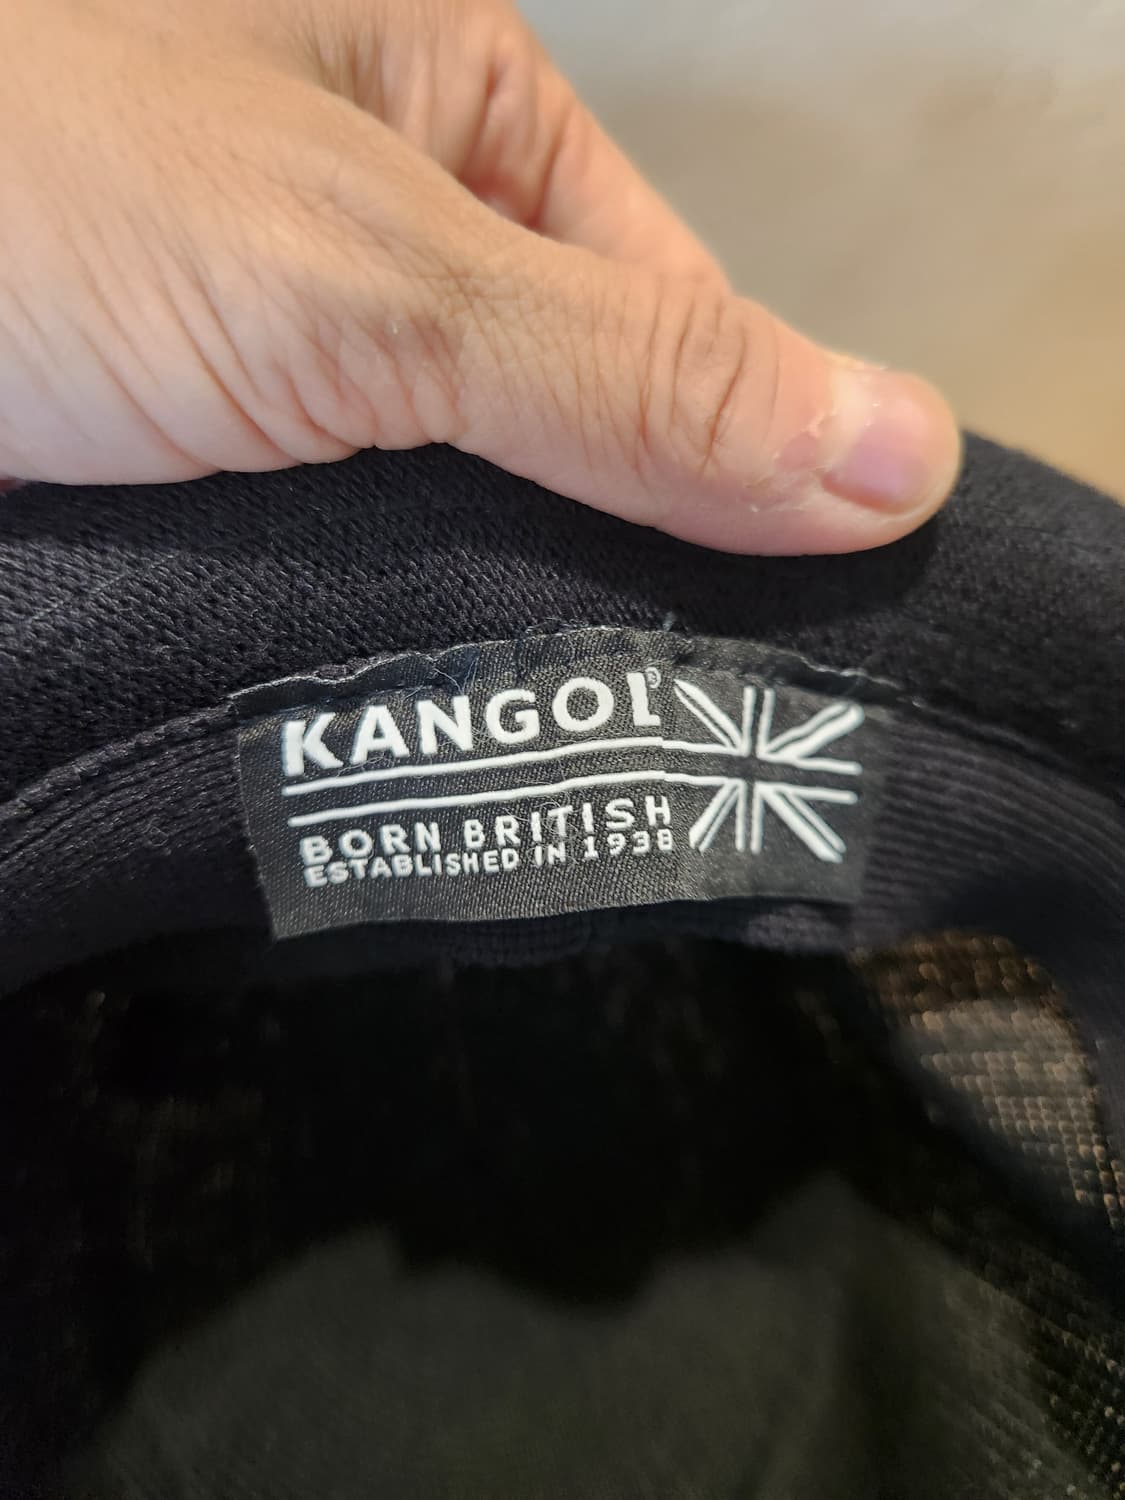 KANGOL®
BORN BRITISH
ESTABLISHED IN 1938